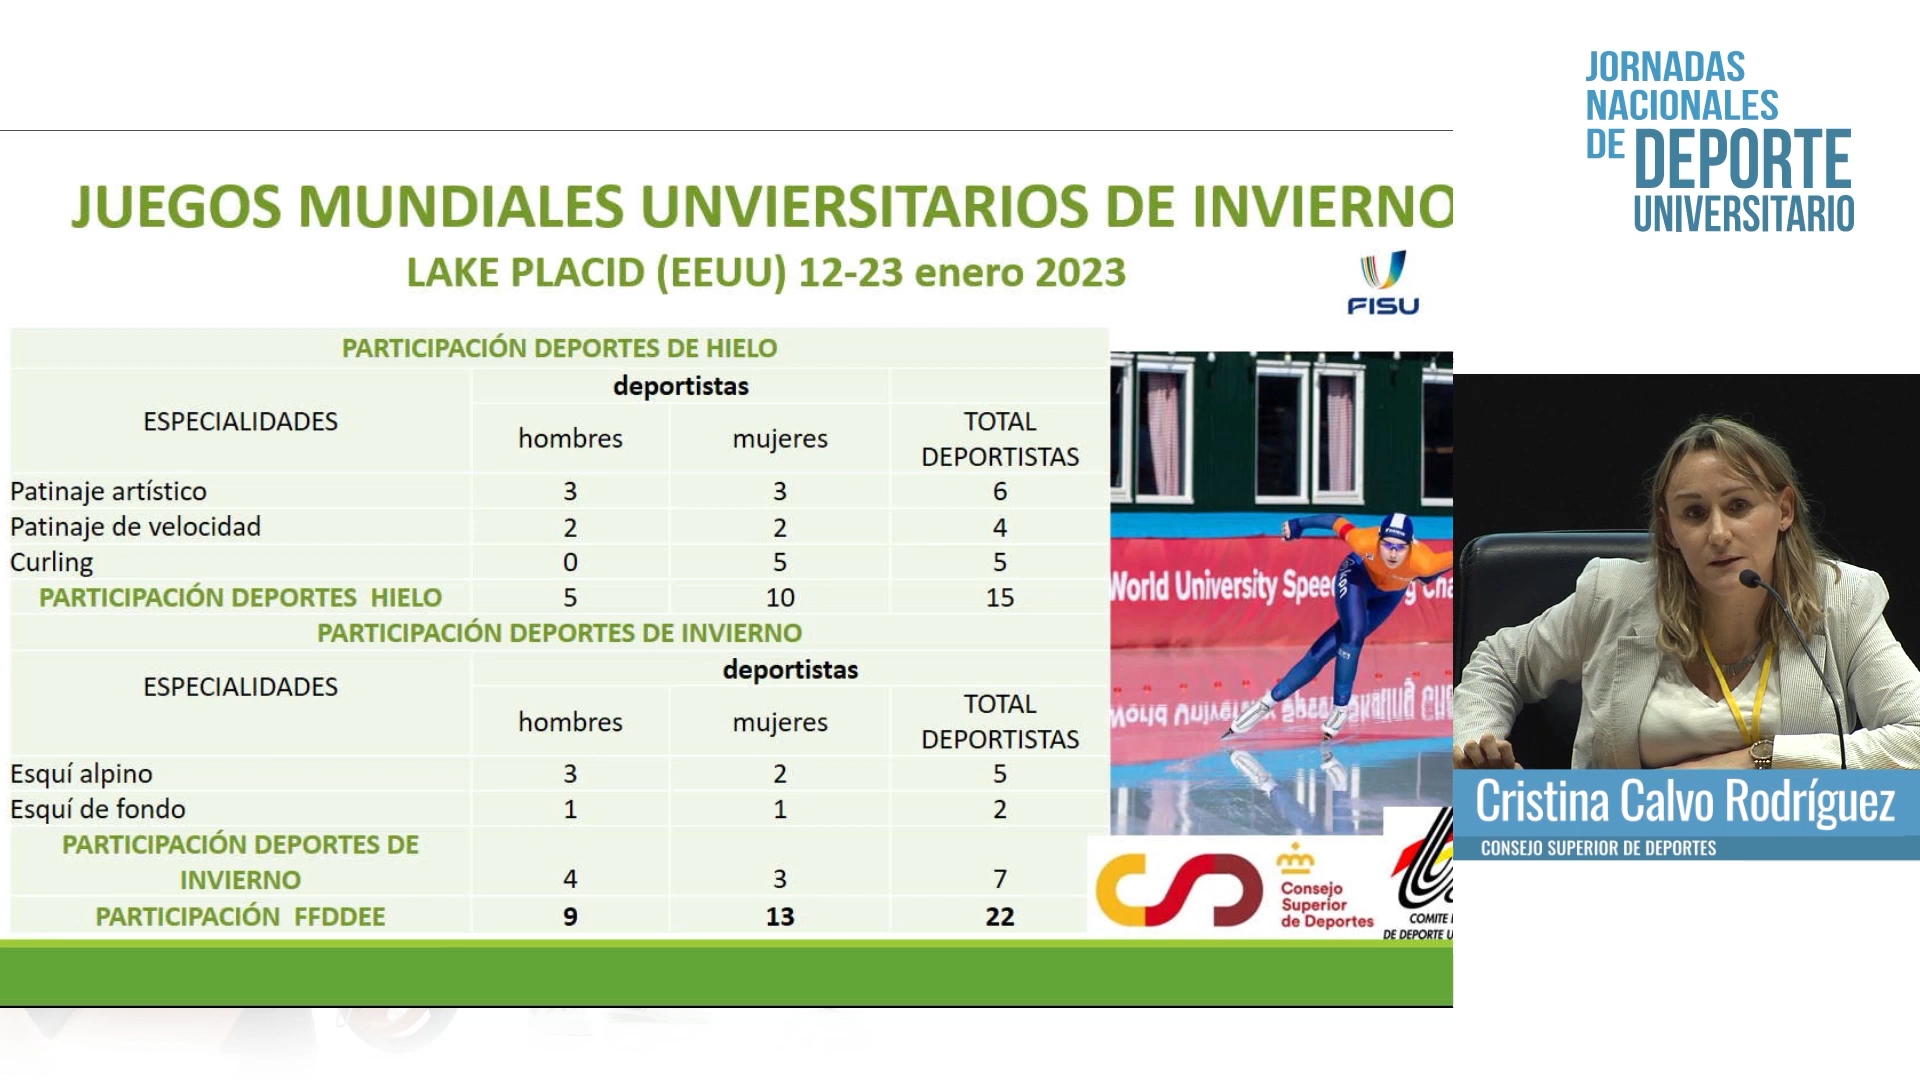 JORNADAS
NACIONALES
DE DEPORTE
UNIVERSITARIO
JUEGOS MUNDIALES UNVIERSITARIOS DE INVIERNO
LAKE PLACID (EEUU) 12-23 enero 2023
FISU
PARTICIPACIÓN DEPORTES DE HIELO
ESPECIALIDADES
deportistas
hombres mujeres TOTAL
DEPORTISTAS
Patinaje artístico 3 3 6
Patinaje de velocidad 2 2 4
Curling 0 5 5
PARTICIPACIÓN DEPORTES HIELO 5 10 15
PARTICIPACIÓN DEPORTES DE INVIERNO
ESPECIALIDADES
deportistas
hombres mujeres TOTAL
DEPORTISTAS
Esquí alpino 3 2 5
Esquí de fondo 1 1 2
PARTICIPACIÓN DEPORTES DE
INVIERNO 4 3 7
PARTICIPACIÓN FFDDEE 9 13 22
World University
Consejo
Superior
de Deportes
COMITE
DE DEPORTE
Cristina Calvo Rodríguez
CONSEJO SUPERIOR DE DEPORTES